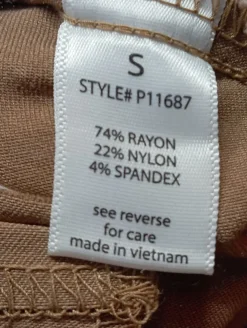 S
STYLE# P11687
74% RAYON
22% NYLON
4% SPANDEX
see reverse
for care
made in vietnam